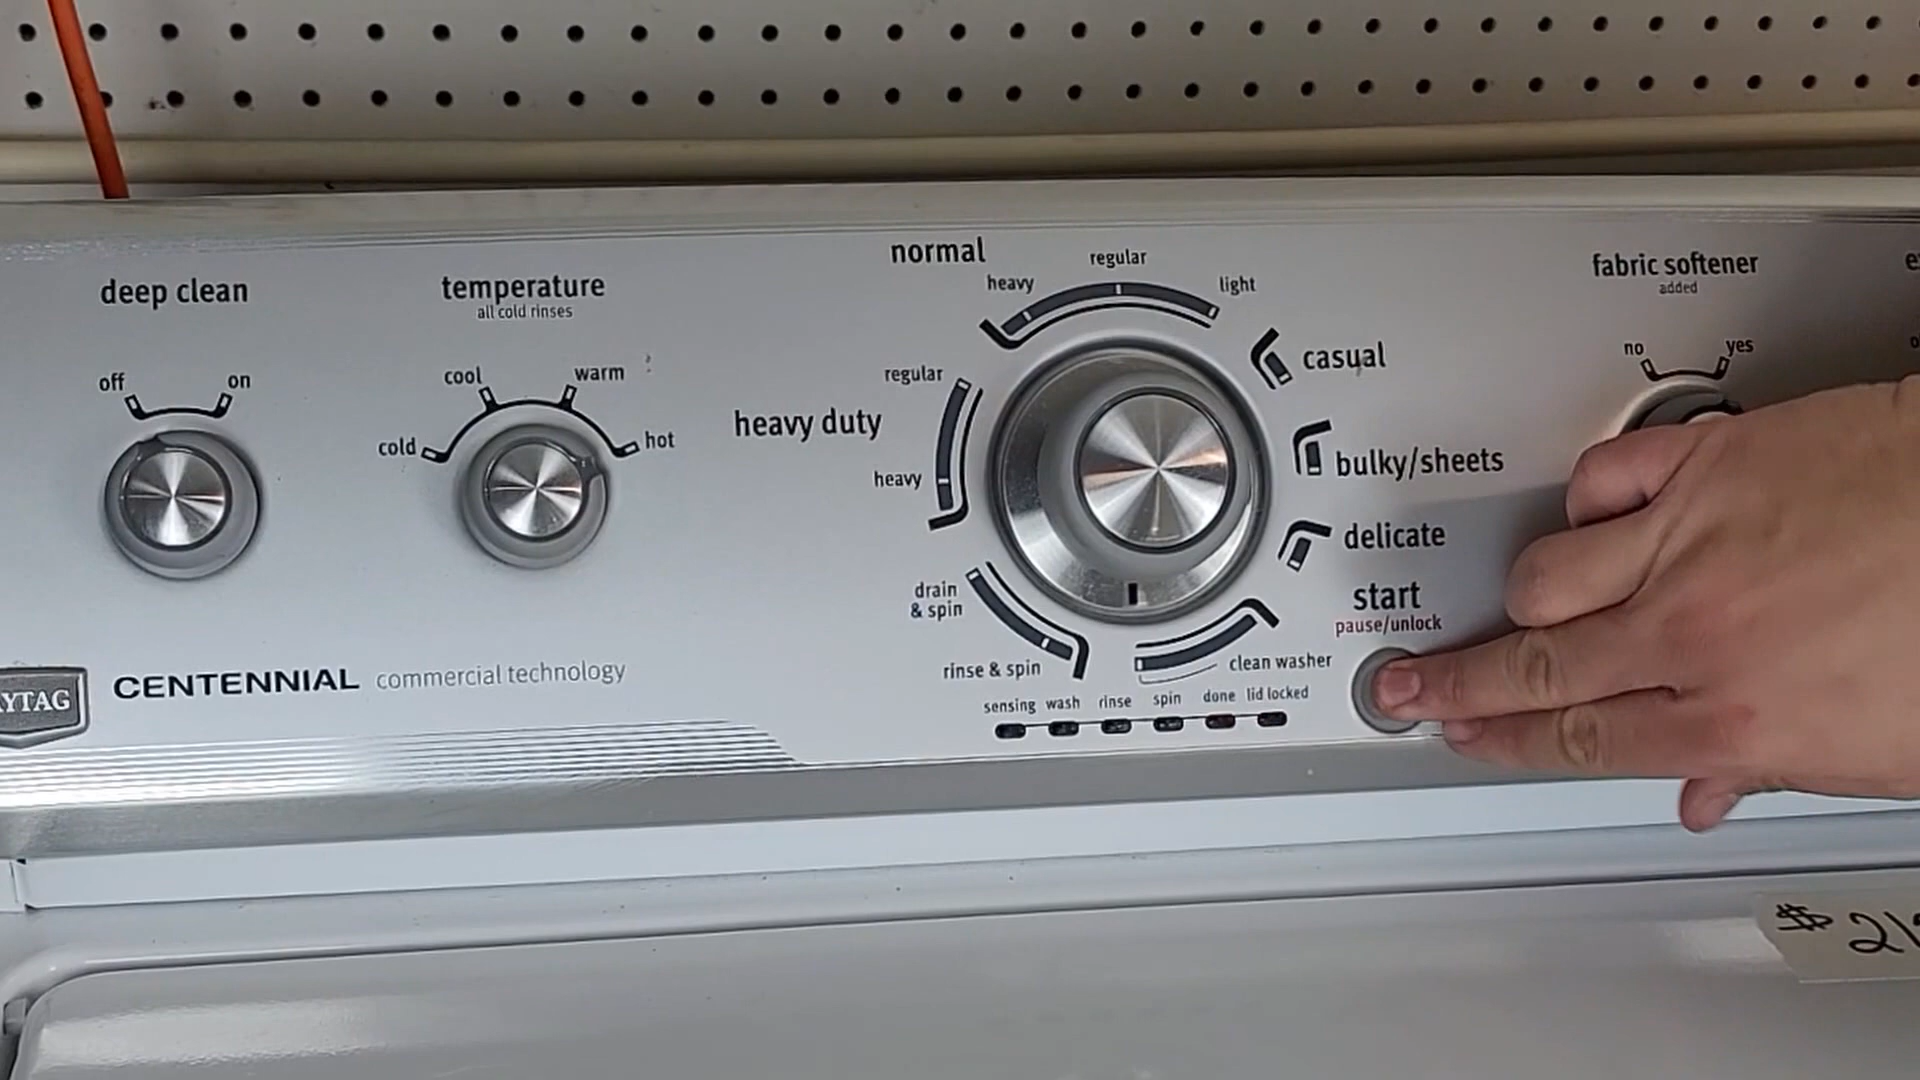 deep clean
off
on
temperature
all cold rinses
cold
cool
warm
hot
normal
heavy
regular
light
heavy duty
regular
heavy
casual
bulky/sheets
delicate
drain
& spin
rinse & spin
clean washer
start
pause/unlock
sensing wash rinse spin done lid locked
fabric softener
added
no
yes
CENTENNIAL commercial technology